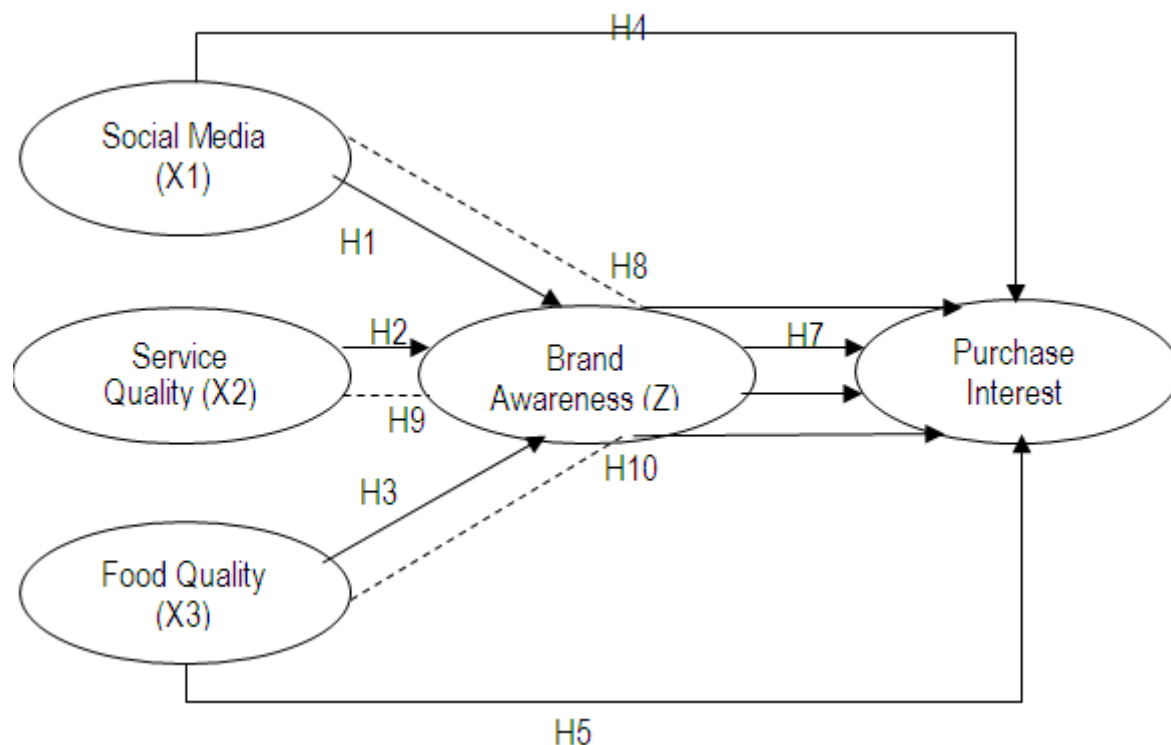 H4
Social Media
(X1)
H1
H8
Service
Quality (X2)
H2
H9
Brand
Awareness (Z)
H7
Purchase
Interest
H3
H10
Food Quality
(X3)
H5